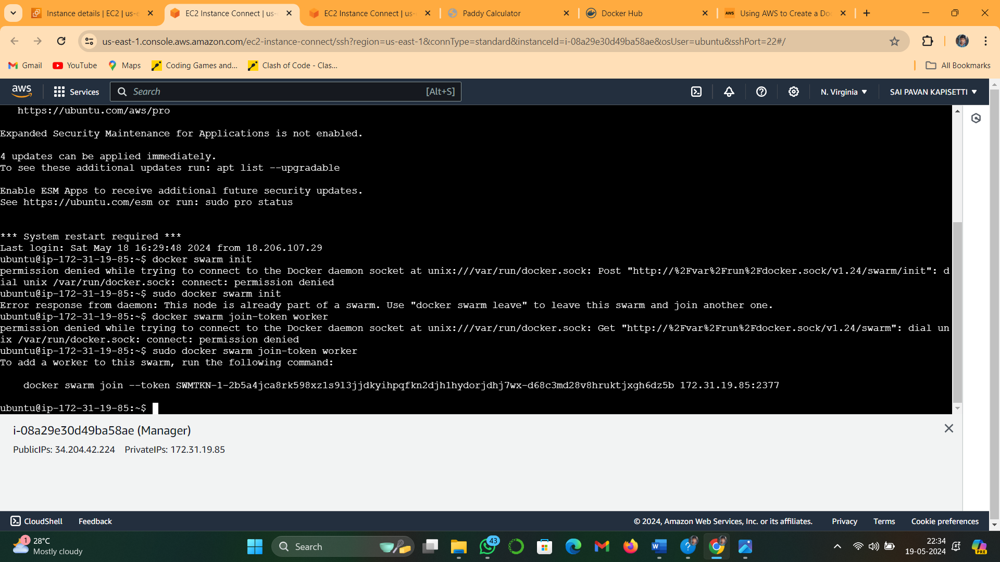 Instance details | EC2 | us-e
EC2 Instance Connect | us-
EC2 Instance Connect | us-
Paddy Calculator
Docker Hub
aws Using AWS to Create a Do
us-east-1.console.aws.amazon.com/ec2-instance-connect/ssh?region=us-east-1&connType=standard&instanceId=i-08a29e30d49ba58ae&osUser=ubuntu&sshPort=22#/
Gmail
YouTube
Maps
Coding Games and...
Clash of Code - Clas...
All Bookmarks
aws
Services
Search
[Alt+S]
N. Virginia
SAI PAVAN KAPISETTI
https://ubuntu.com/aws/pro
Expanded Security Maintenance for Applications is not enabled.
4 updates can be applied immediately.
To see these additional updates run: apt list --upgradable
Enable ESM Apps to receive additional future security updates.
See https://ubuntu.com/esm or run: sudo pro status
*** System restart required ***
Last login: Sat May 18 16:29:48 2024 from 18.206.107.29
ubuntu@ip-172-31-19-85:~$ docker swarm init
permission denied while trying to connect to the Docker daemon socket at unix:///var/run/docker.sock: Post "http://%2Fvar%2Frun%2Fdocker.sock/v1.24/swarm/init": d
ial unix /var/run/docker.sock: connect: permission denied
ubuntu@ip-172-31-19-85:~$ sudo docker swarm init
Error response from daemon: This node is already part of a swarm. Use "docker swarm leave" to leave this swarm and join another one.
ubuntu@ip-172-31-19-85:~$ docker swarm join-token worker
permission denied while trying to connect to the Docker daemon socket at unix:///var/run/docker.sock: Get "http://%2Fvar%2Frun%2Fdocker.sock/v1.24/swarm": dial un
ix /var/run/docker.sock: connect: permission denied
ubuntu@ip-172-31-19-85:~$ sudo docker swarm join-token worker
To add a worker to this swarm, run the following command:
docker swarm join --token SWMTKN-1-2b5a4jca8rk598xz1s9l3jjdkyihpqfkn2djh1hydorjdhj7wx-d68c3md28v8hruktjxgh6dz5b 172.31.19.85:2377
ubuntu@ip-172-31-19-85:~$
i-08a29e30d49ba58ae (Manager)
PublicIPs: 34.204.42.224 PrivateIPs: 172.31.19.85
CloudShell
Feedback
© 2024, Amazon Web Services, Inc. or its affiliates.
Privacy
Terms
Cookie preferences
1
28°C
Mostly cloudy
Search
43
22:34
19-05-2024
PRE